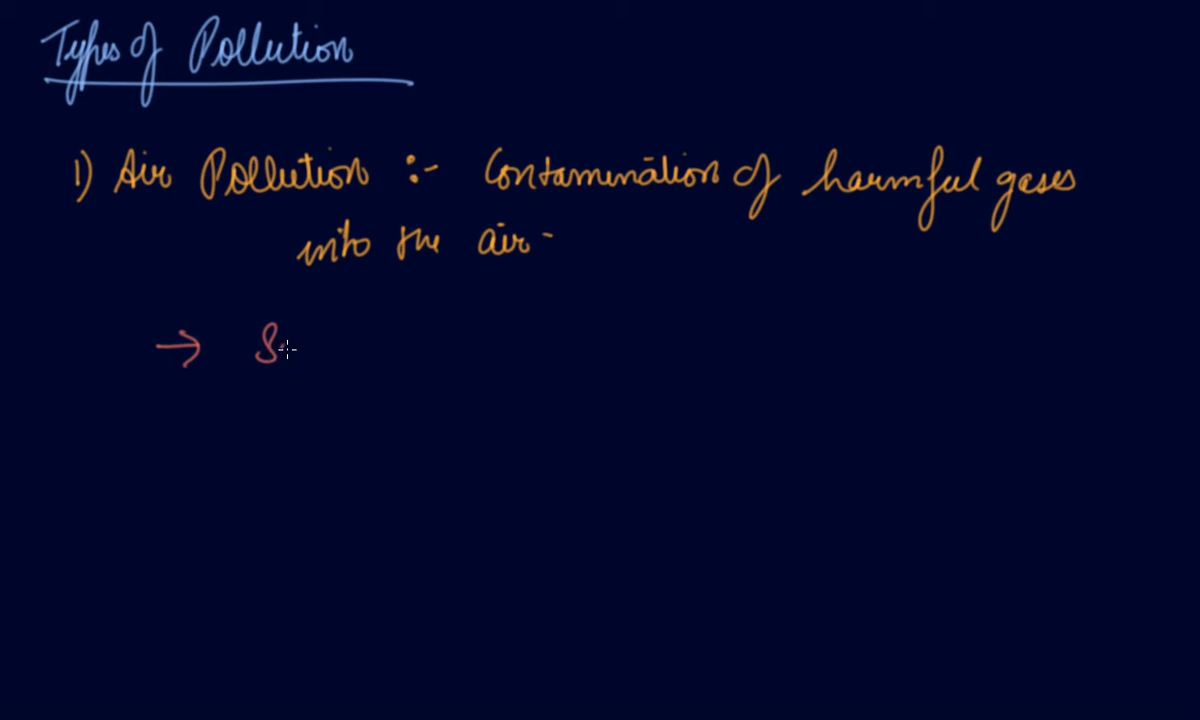 Types of Pollution
1) Air Pollution :- Contamination of harmful gases
into the air -
→ S